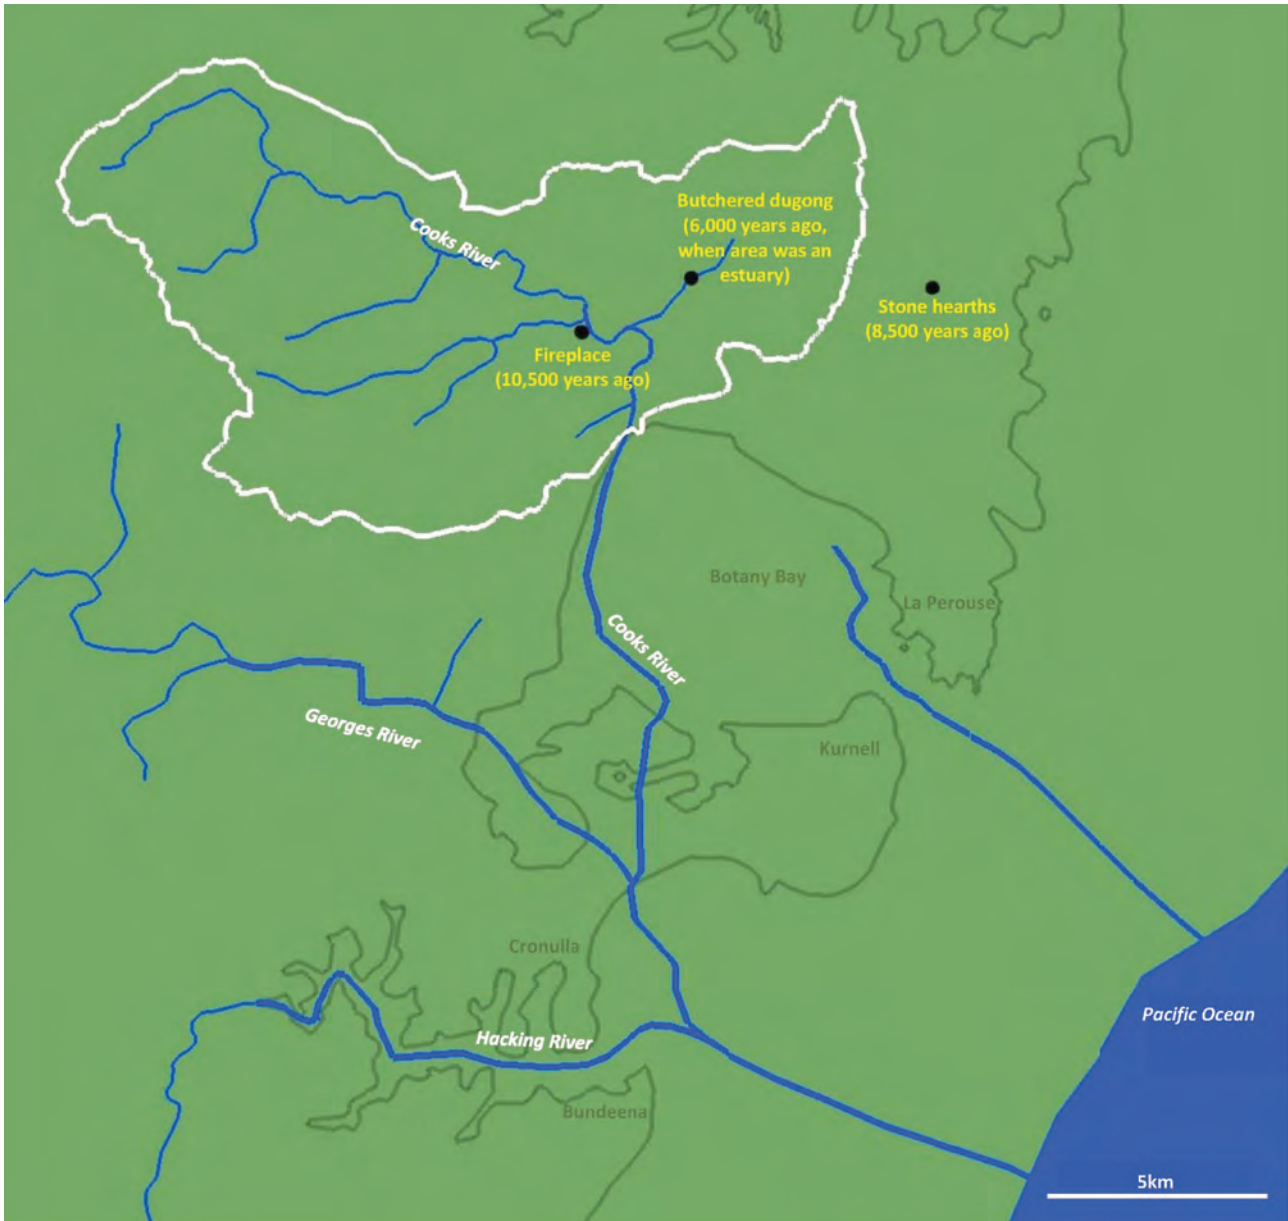 Butchered dugong
(6,000 years ago,
when area was an
estuary)
Cooks River
Stone hearths
(8,500 years ago)
Fireplace
(10,500 years ago)
Botany Bay
La Perouse
Cooks River
Georges River
Kurnell
Cronulla
Pacific Ocean
Hacking River
Bundeena
5km